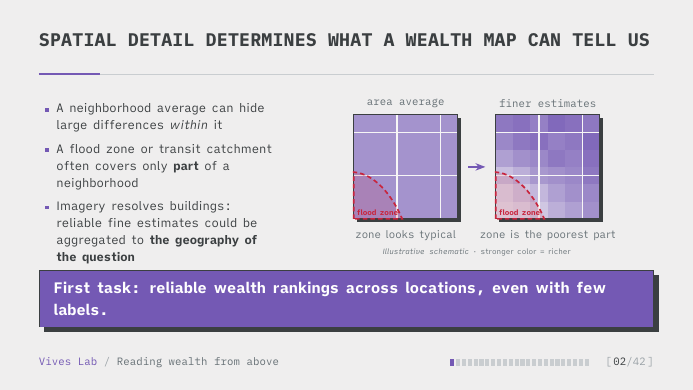 SPATIAL DETAIL DETERMINES WHAT A WEALTH MAP CAN TELL US
A neighborhood average can hide
large differences within it
A flood zone or transit catchment
often covers only part of a
neighborhood
Imagery resolves buildings:
reliable fine estimates could be
aggregated to the geography of
the question
area average
finer estimates
flood zone
flood zone
zone looks typical
zone is the poorest part
Illustrative schematic - stronger color = richer
First task: reliable wealth rankings across locations, even with few
labels.
Vives Lab / Reading wealth from above
[02/42]